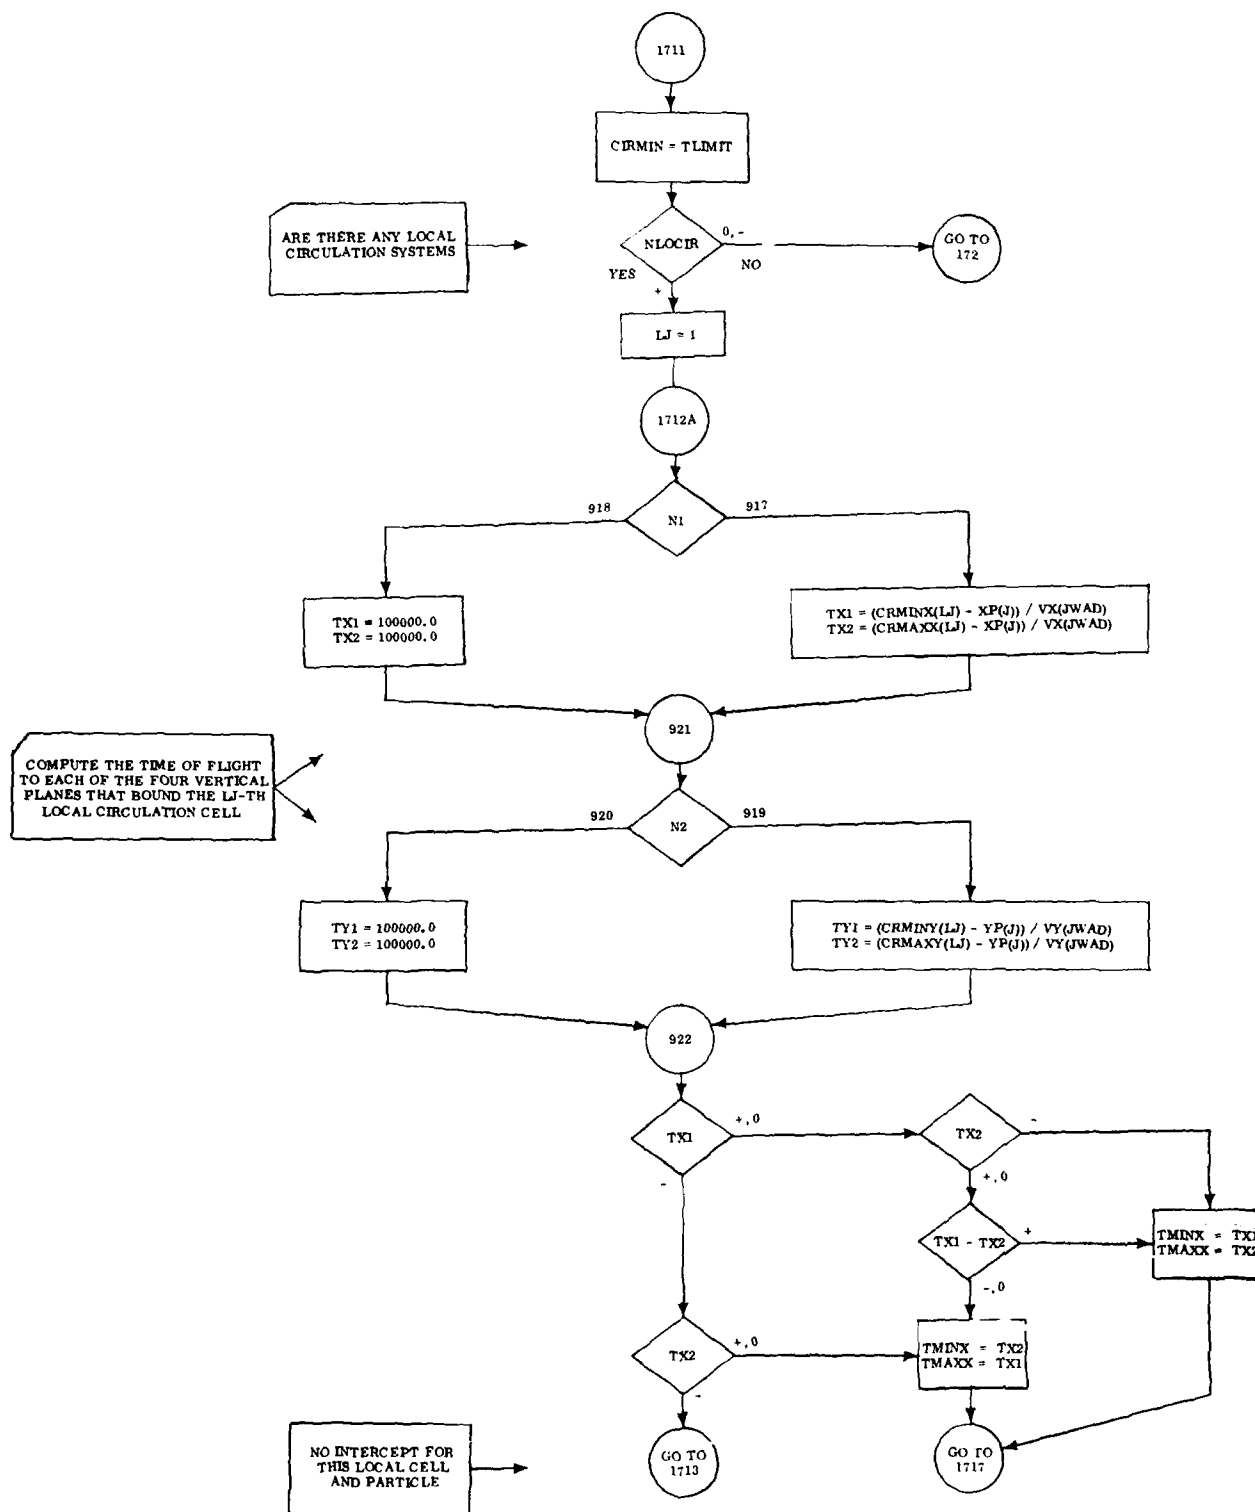 1711
CIRMIN = TLIMIT
ARE THERE ANY LOCAL
CIRCULATION SYSTEMS
NLOCIR
0,-
NO
YES
+
GO TO
172
LJ = 1
1712A
918
N1
917
TX1 = 100000.0
TX2 = 100000.0
TX1 = (CRMINX(LJ) - XP(J)) / VX(JWAD)
TX2 = (CRMAXX(LJ) - XP(J)) / VX(JWAD)
921
COMPUTE THE TIME OF FLIGHT
TO EACH OF THE FOUR VERTICAL
PLANES THAT BOUND THE LJ-TH
LOCAL CIRCULATION CELL
920
N2
919
TY1 = 100000.0
TY2 = 100000.0
TY1 = (CRMINY(LJ) - YP(J)) / VY(JWAD)
TY2 = (CRMAXY(LJ) - YP(J)) / VY(JWAD)
922
TX1
+,0
-
TX2
-
+,0
TX1 - TX2
+
-,0
TMINX = TX1
TMAXX = TX2
TX2
+,0
-
TMINX = TX2
TMAXX = TX1
NO INTERCEPT FOR
THIS LOCAL CELL
AND PARTICLE
GO TO
1713
GO TO
1717